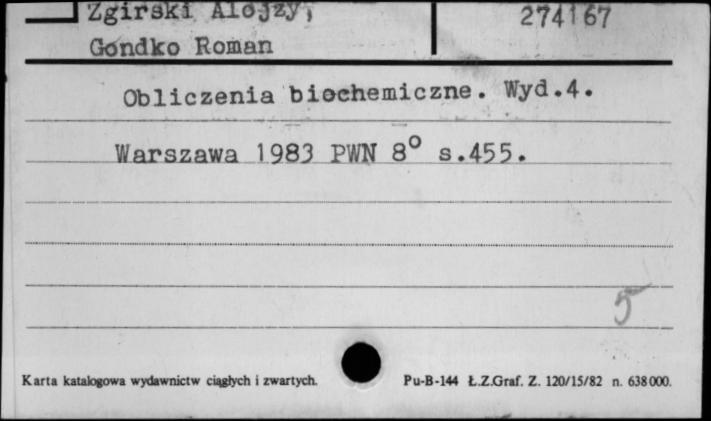 Zgirski Alojzy, 274167
Gondko Roman
Obliczenia biochemiczne. Wyd.4.
Warszawa 1983 PWN 8° s.455.
5
Karta katalogowa wydawnictw ciągłych i zwartych. Pu-B-144 Ł.Z.Graf. Z. 120/15/82 n. 638000.